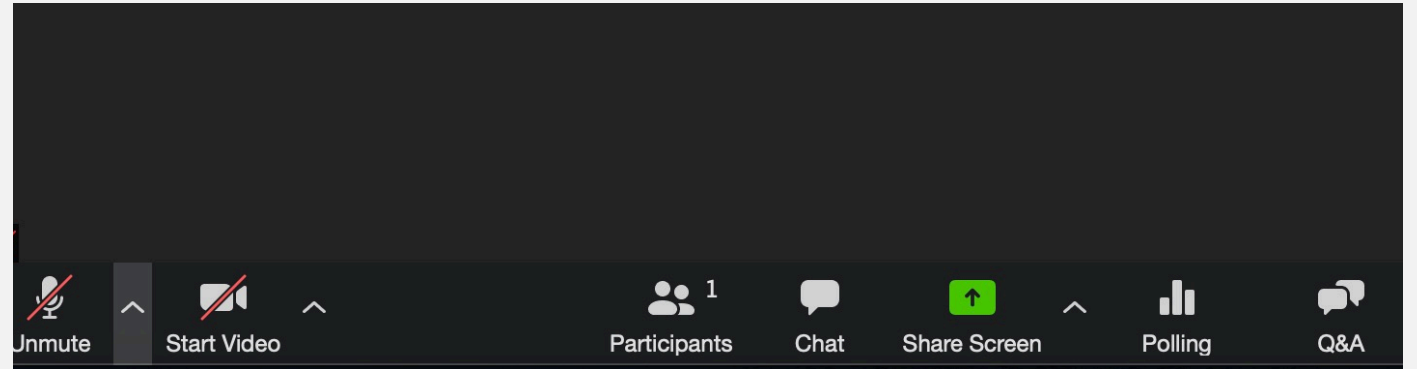 1
Unmute
Start Video
Participants
Chat
Share Screen
Polling
Q&A